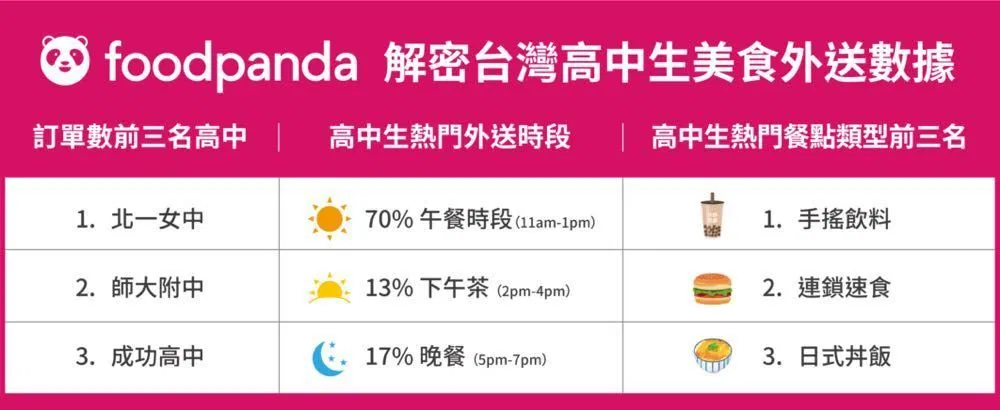 foodpanda 解密台灣高中生美食外送數據
訂單數前三名高中 高中生熱門外送時段 高中生熱門餐點類型前三名
1. 北一女中 70% 午餐時段 (11am-1pm) 1. 手搖飲料
2. 師大附中 13% 下午茶 (2pm-4pm) 2. 連鎖速食
3. 成功高中 17% 晚餐 (5pm-7pm) 3. 日式丼飯